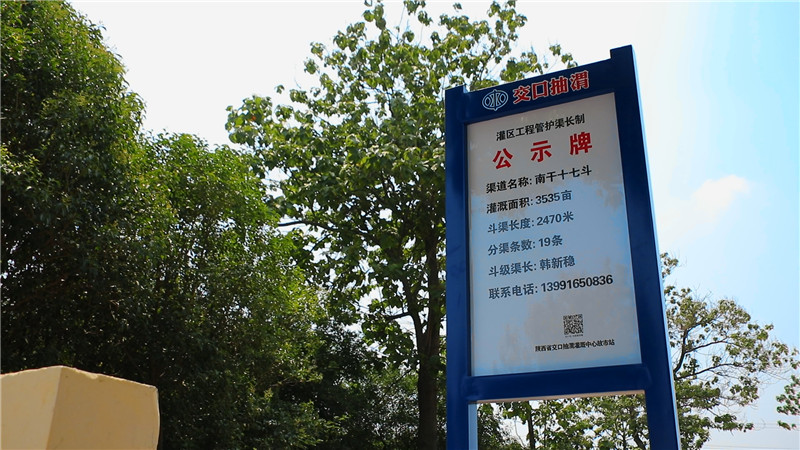 交口抽渭
灌区工程管护渠长制
公示牌
渠道名称: 南干十七斗
灌溉面积: 3535亩
斗渠长度: 2470米
分渠条数: 19条
斗级渠长: 韩新稳
联系电话: 13991650836
陕西省交口抽渭灌溉中心故市站